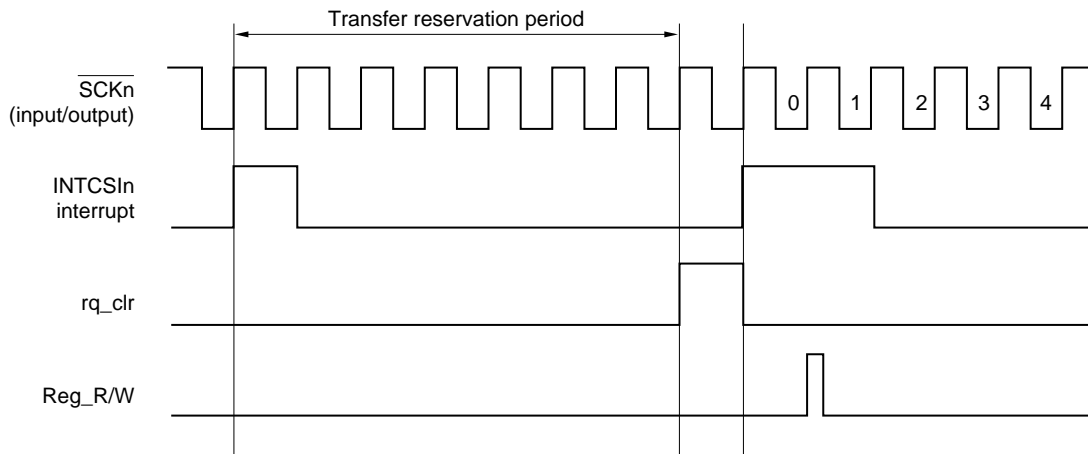 Transfer reservation period
SCKn
(input/output)
0 1 2 3 4
INTCSIn
interrupt
rq_clr
Reg_R/W